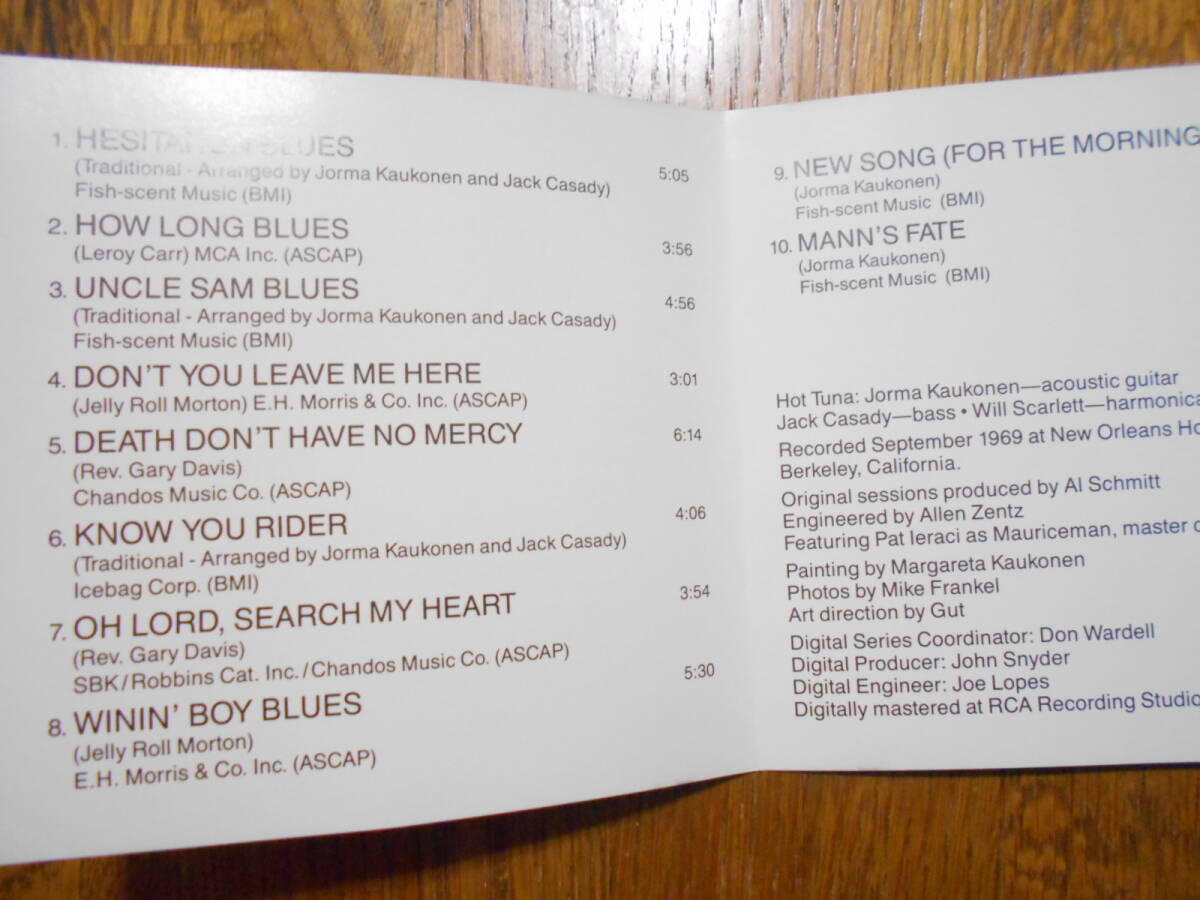 1. HESITATION BLUES
(Traditional - Arranged by Jorma Kaukonen and Jack Casady) 5:05
Fish-scent Music (BMI)
2. HOW LONG BLUES
(Leroy Carr) MCA Inc. (ASCAP) 3:56
3. UNCLE SAM BLUES
(Traditional - Arranged by Jorma Kaukonen and Jack Casady) 4:56
Fish-scent Music (BMI)
4. DON'T YOU LEAVE ME HERE 3:01
(Jelly Roll Morton) E.H. Morris & Co. Inc. (ASCAP)
5. DEATH DON'T HAVE NO MERCY 6:14
(Rev. Gary Davis)
Chandos Music Co. (ASCAP)
6. KNOW YOU RIDER 4:06
(Traditional - Arranged by Jorma Kaukonen and Jack Casady)
Icebag Corp. (BMI)
7. OH LORD, SEARCH MY HEART 3:54
(Rev. Gary Davis)
SBK/Robbins Cat. Inc./Chandos Music Co. (ASCAP)
8. WININ' BOY BLUES 5:30
(Jelly Roll Morton)
E.H. Morris & Co. Inc. (ASCAP)
9. NEW SONG (FOR THE MORNING
(Jorma Kaukonen)
Fish-scent Music (BMI)
10. MANN'S FATE
(Jorma Kaukonen)
Fish-scent Music (BMI)
Hot Tuna: Jorma Kaukonen—acoustic guitar
Jack Casady—bass • Will Scarlett—harmonica
Recorded September 1969 at New Orleans Ho
Berkeley, California.
Original sessions produced by Al Schmitt
Engineered by Allen Zentz
Featuring Pat Ieraci as Mauriceman, master
Painting by Margareta Kaukonen
Photos by Mike Frankel
Art direction by Gut
Digital Series Coordinator: Don Wardell
Digital Producer: John Snyder
Digital Engineer: Joe Lopes
Digitally mastered at RCA Recording Studio